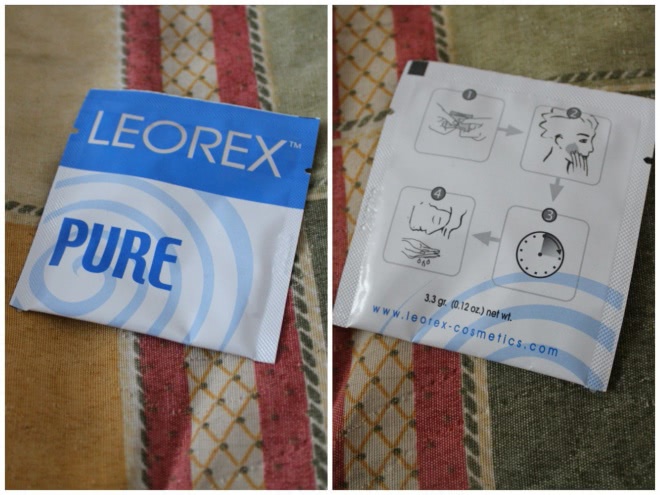 LEOREX™
PURE
1
2
3
4
3.3 gr. (0.12 oz.) net wt.
www.leorex-cosmetics.com